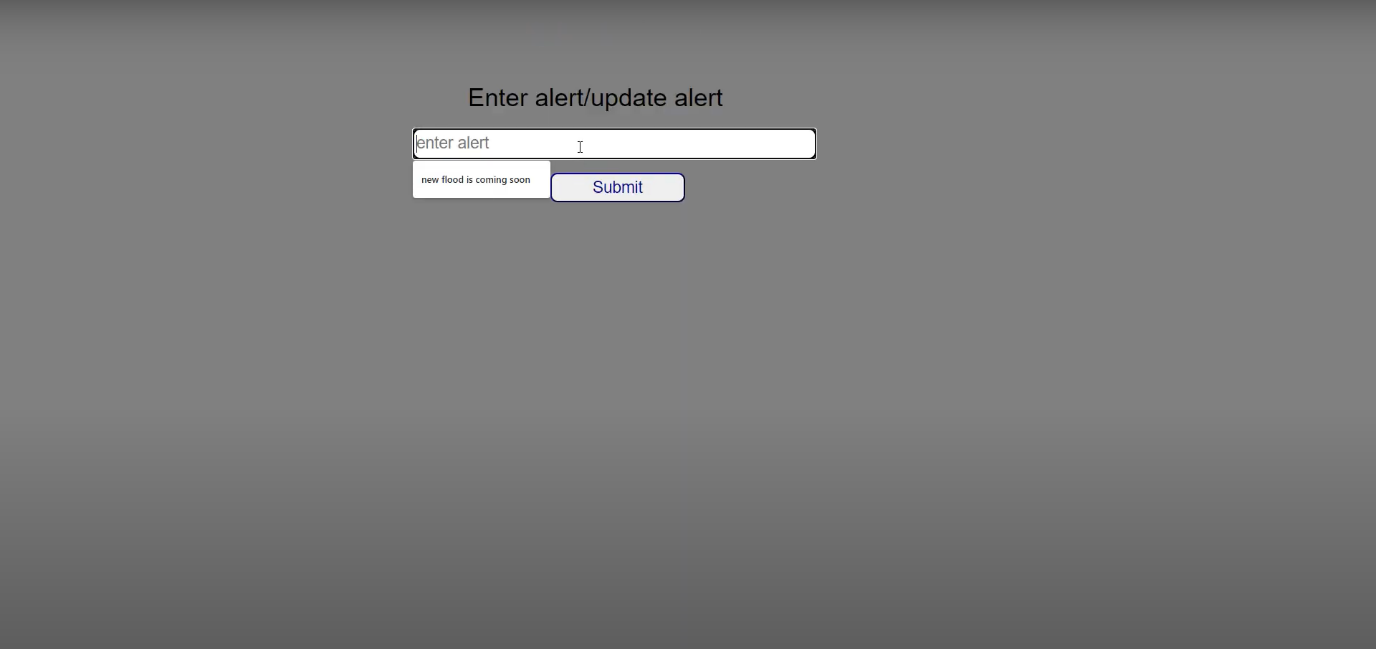 Enter alert/update alert
enter alert
new flood is coming soon
Submit